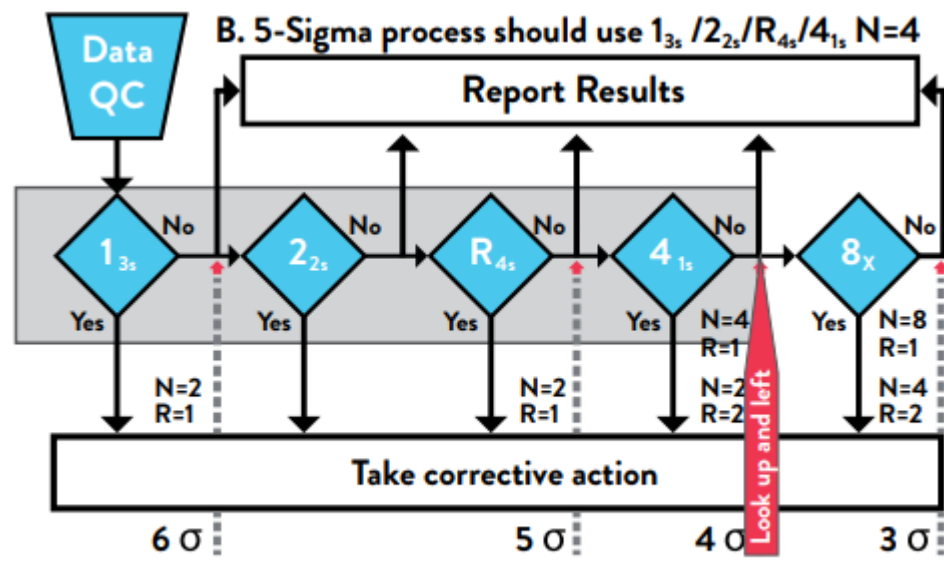 B. 5-Sigma process should use 1₃ₛ /2₂ₛ/R₄ₛ/4₁ₛ N=4
Data
QC
Report Results
No
No
No
No
No
1₃ₛ
2₂ₛ
R₄ₛ
4₁ₛ
8ₓ
Yes
Yes
Yes
Yes
Yes
N=4
R=1
N=8
R=1
N=2
R=1
N=2
R=1
N=2
R=2
N=4
R=2
Look up and left
Take corrective action
6 σ
5 σ
4 σ
3 σ